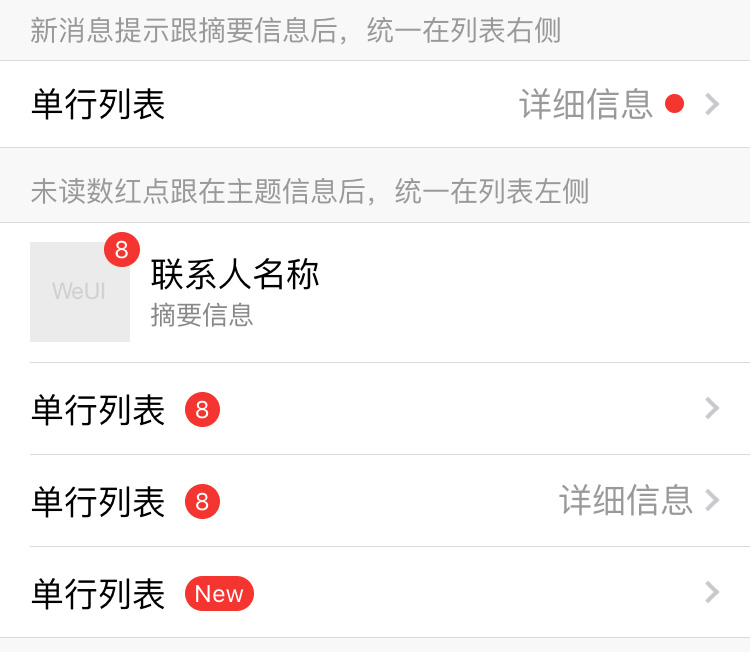 新消息提示跟摘要信息后，统一在列表右侧
单行列表 详细信息
未读数红点跟在主题信息后，统一在列表左侧
8
WeUI
联系人名称
摘要信息
单行列表 8
单行列表 8 详细信息
单行列表 New